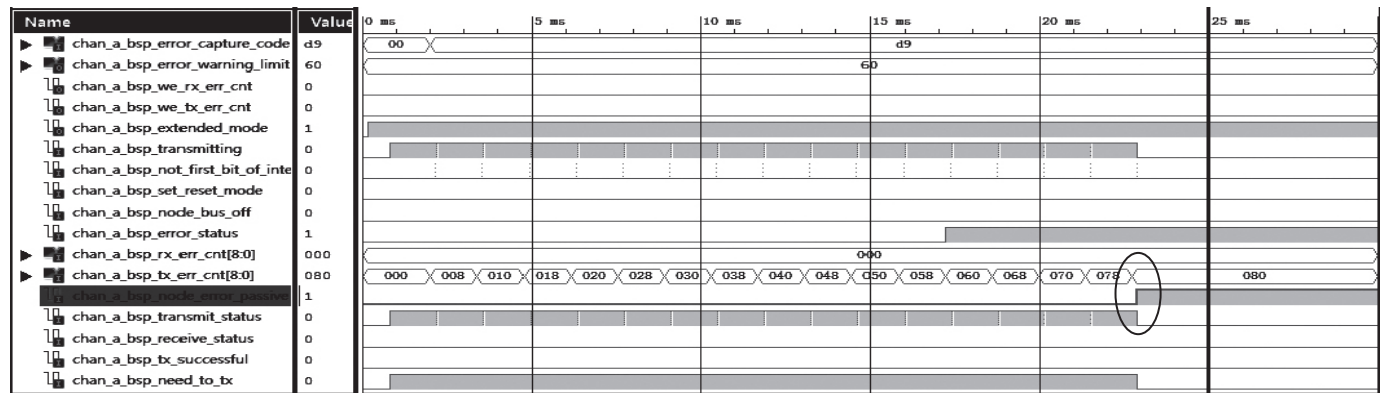 Name Value 0 ms 5 ms 10 ms 15 ms 20 ms 25 ms
chan_a_bsp_error_capture_code d9 00 d9
chan_a_bsp_error_warning_limit 60 60
chan_a_bsp_we_rx_err_cnt 0
chan_a_bsp_we_tx_err_cnt 0
chan_a_bsp_extended_mode 1
chan_a_bsp_transmitting 0
chan_a_bsp_not_first_bit_of_inte 0
chan_a_bsp_set_reset_mode 0
chan_a_bsp_node_bus_off 0
chan_a_bsp_error_status 1
chan_a_bsp_rx_err_cnt[8:0] 000 000
chan_a_bsp_tx_err_cnt[8:0] 080 000 008 010 018 020 028 030 038 040 048 050 058 060 068 070 078 080
chan_a_bsp_node_error_passive 1
chan_a_bsp_transmit_status 0
chan_a_bsp_receive_status 0
chan_a_bsp_tx_successful 0
chan_a_bsp_need_to_tx 0